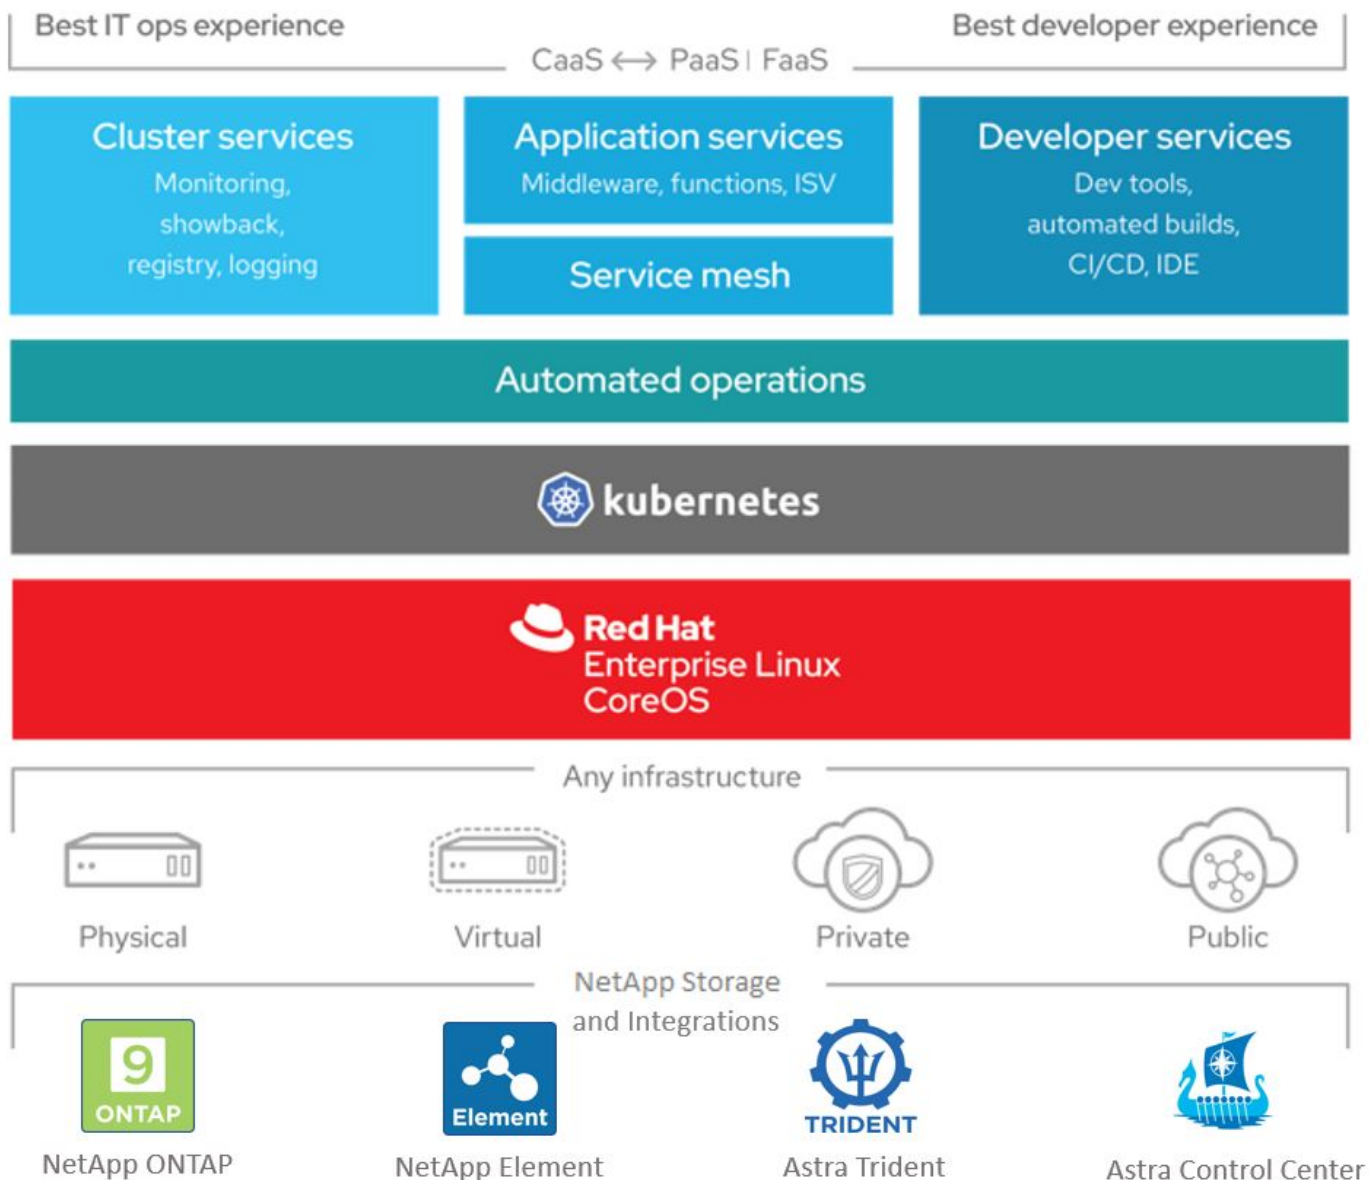 Best IT ops experience
Best developer experience
CaaS ↔ PaaS | FaaS
Cluster services
Monitoring,
showback,
registry, logging
Application services
Middleware, functions, ISV
Service mesh
Developer services
Dev tools,
automated builds,
CI/CD, IDE
Automated operations
kubernetes
Red Hat
Enterprise Linux
CoreOS
Any infrastructure
Physical
Virtual
Private
Public
NetApp Storage
and Integrations
9
ONTAP
NetApp ONTAP
Element
NetApp Element
TRIDENT
Astra Trident
Astra Control Center